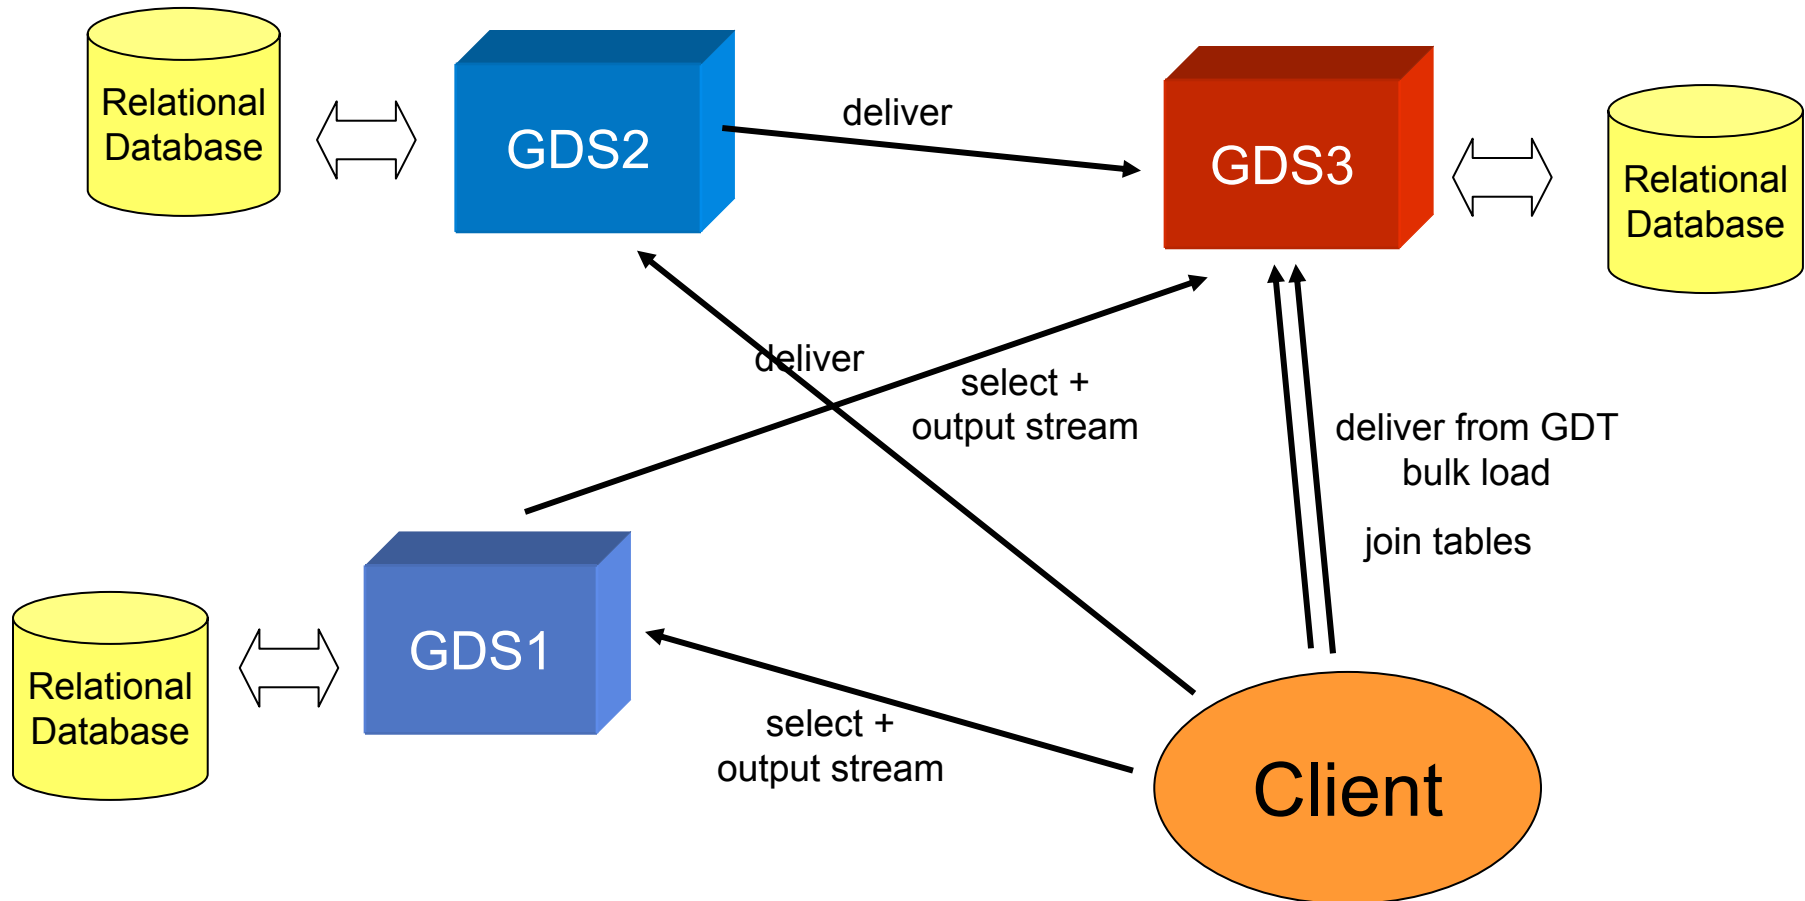 Relational
Database
GDS2
deliver
GDS3
Relational
Database
deliver
select +
output stream
deliver from GDT
bulk load
join tables
GDS1
Relational
Database
select +
output stream
Client